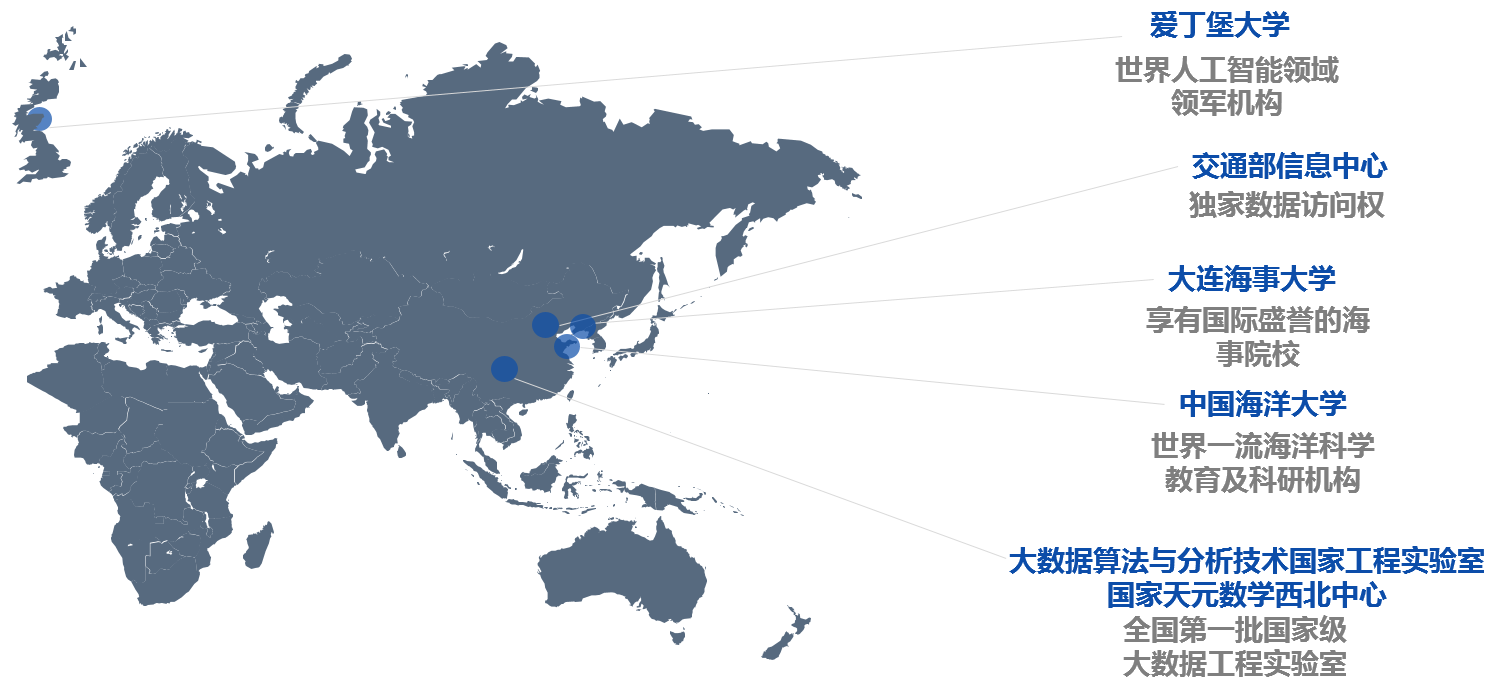 爱丁堡大学
世界人工智能领域
领军机构
交通部信息中心
独家数据访问权
大连海事大学
享有国际盛誉的海
事院校
中国海洋大学
世界一流海洋科学
教育及科研机构
大数据算法与分析技术国家工程实验室
国家天元数学西北中心
全国第一批国家级
大数据工程实验室